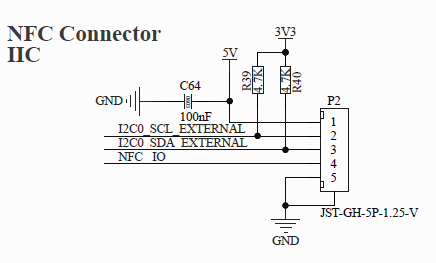 NFC Connector
IIC
3V3
5V
R39
4.7K
4.7K
R40
C64
GND
100nF
P2
I2C0_SCL_EXTERNAL
I2C0_SDA_EXTERNAL
NFC_IO
1
2
3
4
5
JST-GH-5P-1.25-V
GND